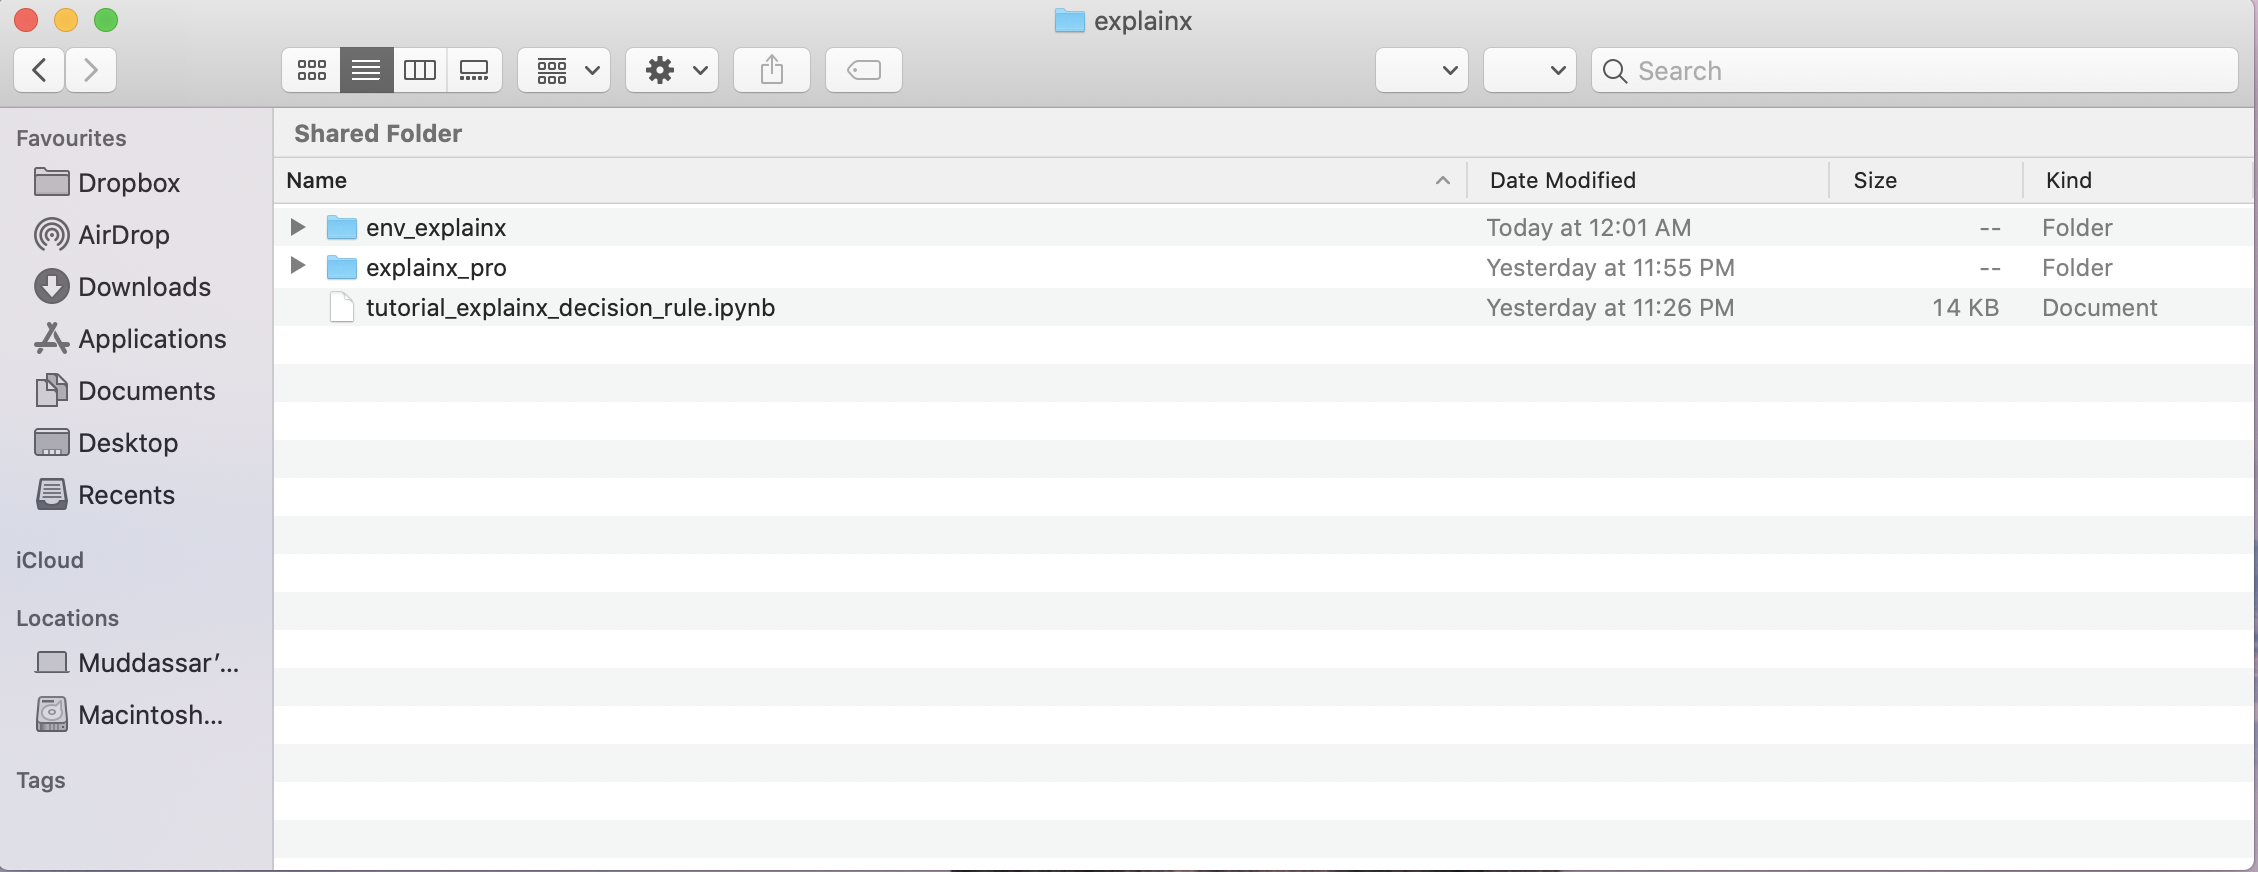 explainx
Search
Favourites
Dropbox
AirDrop
Downloads
Applications
Documents
Desktop
Recents
iCloud
Locations
Muddassar’...
Macintosh...
Tags
Shared Folder
Name Date Modified Size Kind
env_explainx Today at 12:01 AM -- Folder
explainx_pro Yesterday at 11:55 PM -- Folder
tutorial_explainx_decision_rule.ipynb Yesterday at 11:26 PM 14 KB Document